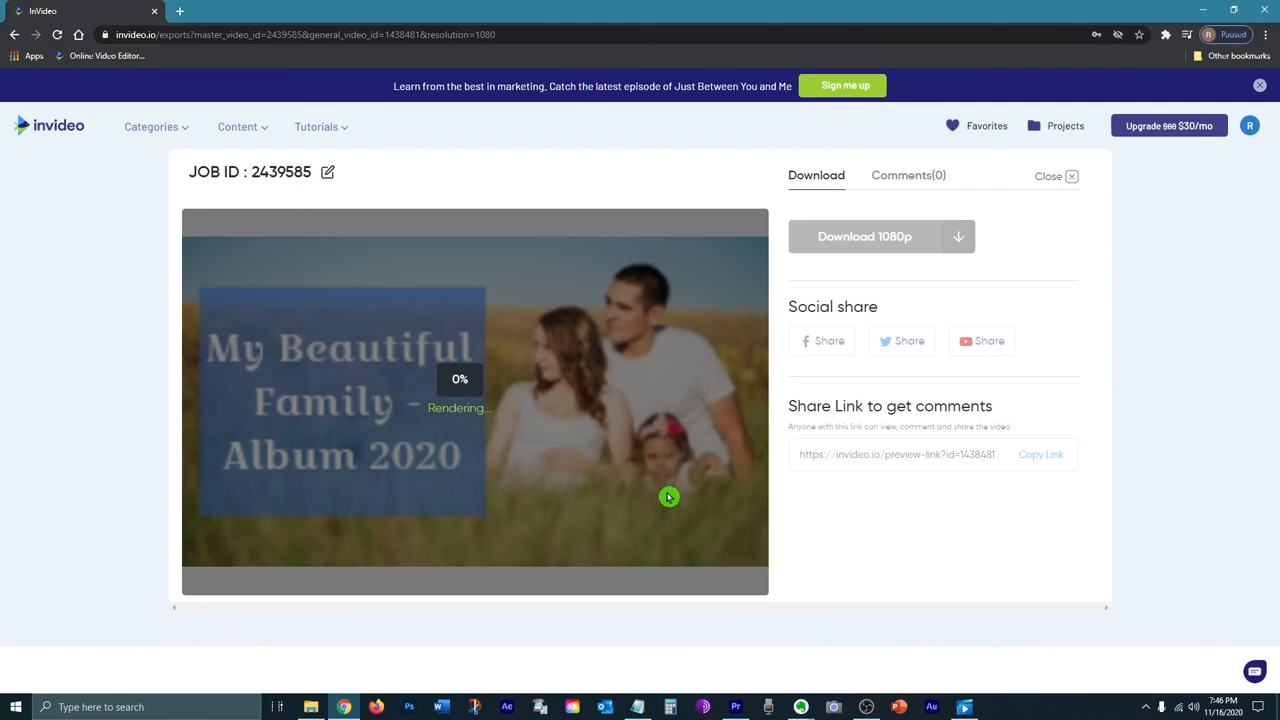 InVideo
invideo.io/exports?master_video_id=2439585&general_video_id=1438481&resolution=1080
R
Paused
Apps
Online Video Editor...
Other bookmarks
Learn from the best in marketing. Catch the latest episode of Just Between You and Me
Sign me up
invideo
Categories
Content
Tutorials
Favorites
Projects
Upgrade $60 $30/mo
R
JOB ID : 2439585
Download
Comments(0)
Close
Download 1080p
My Beautiful
Family -
Album 2020
0%
Rendering...
Social share
Share
Share
Share
Share Link to get comments
Anyone with this link can view, comment and share the video
https://invideo.io/preview-link?id=1438481
Copy Link
Type here to search
Ps
W
Ae
Pr
Au
7:46 PM
11/16/2020